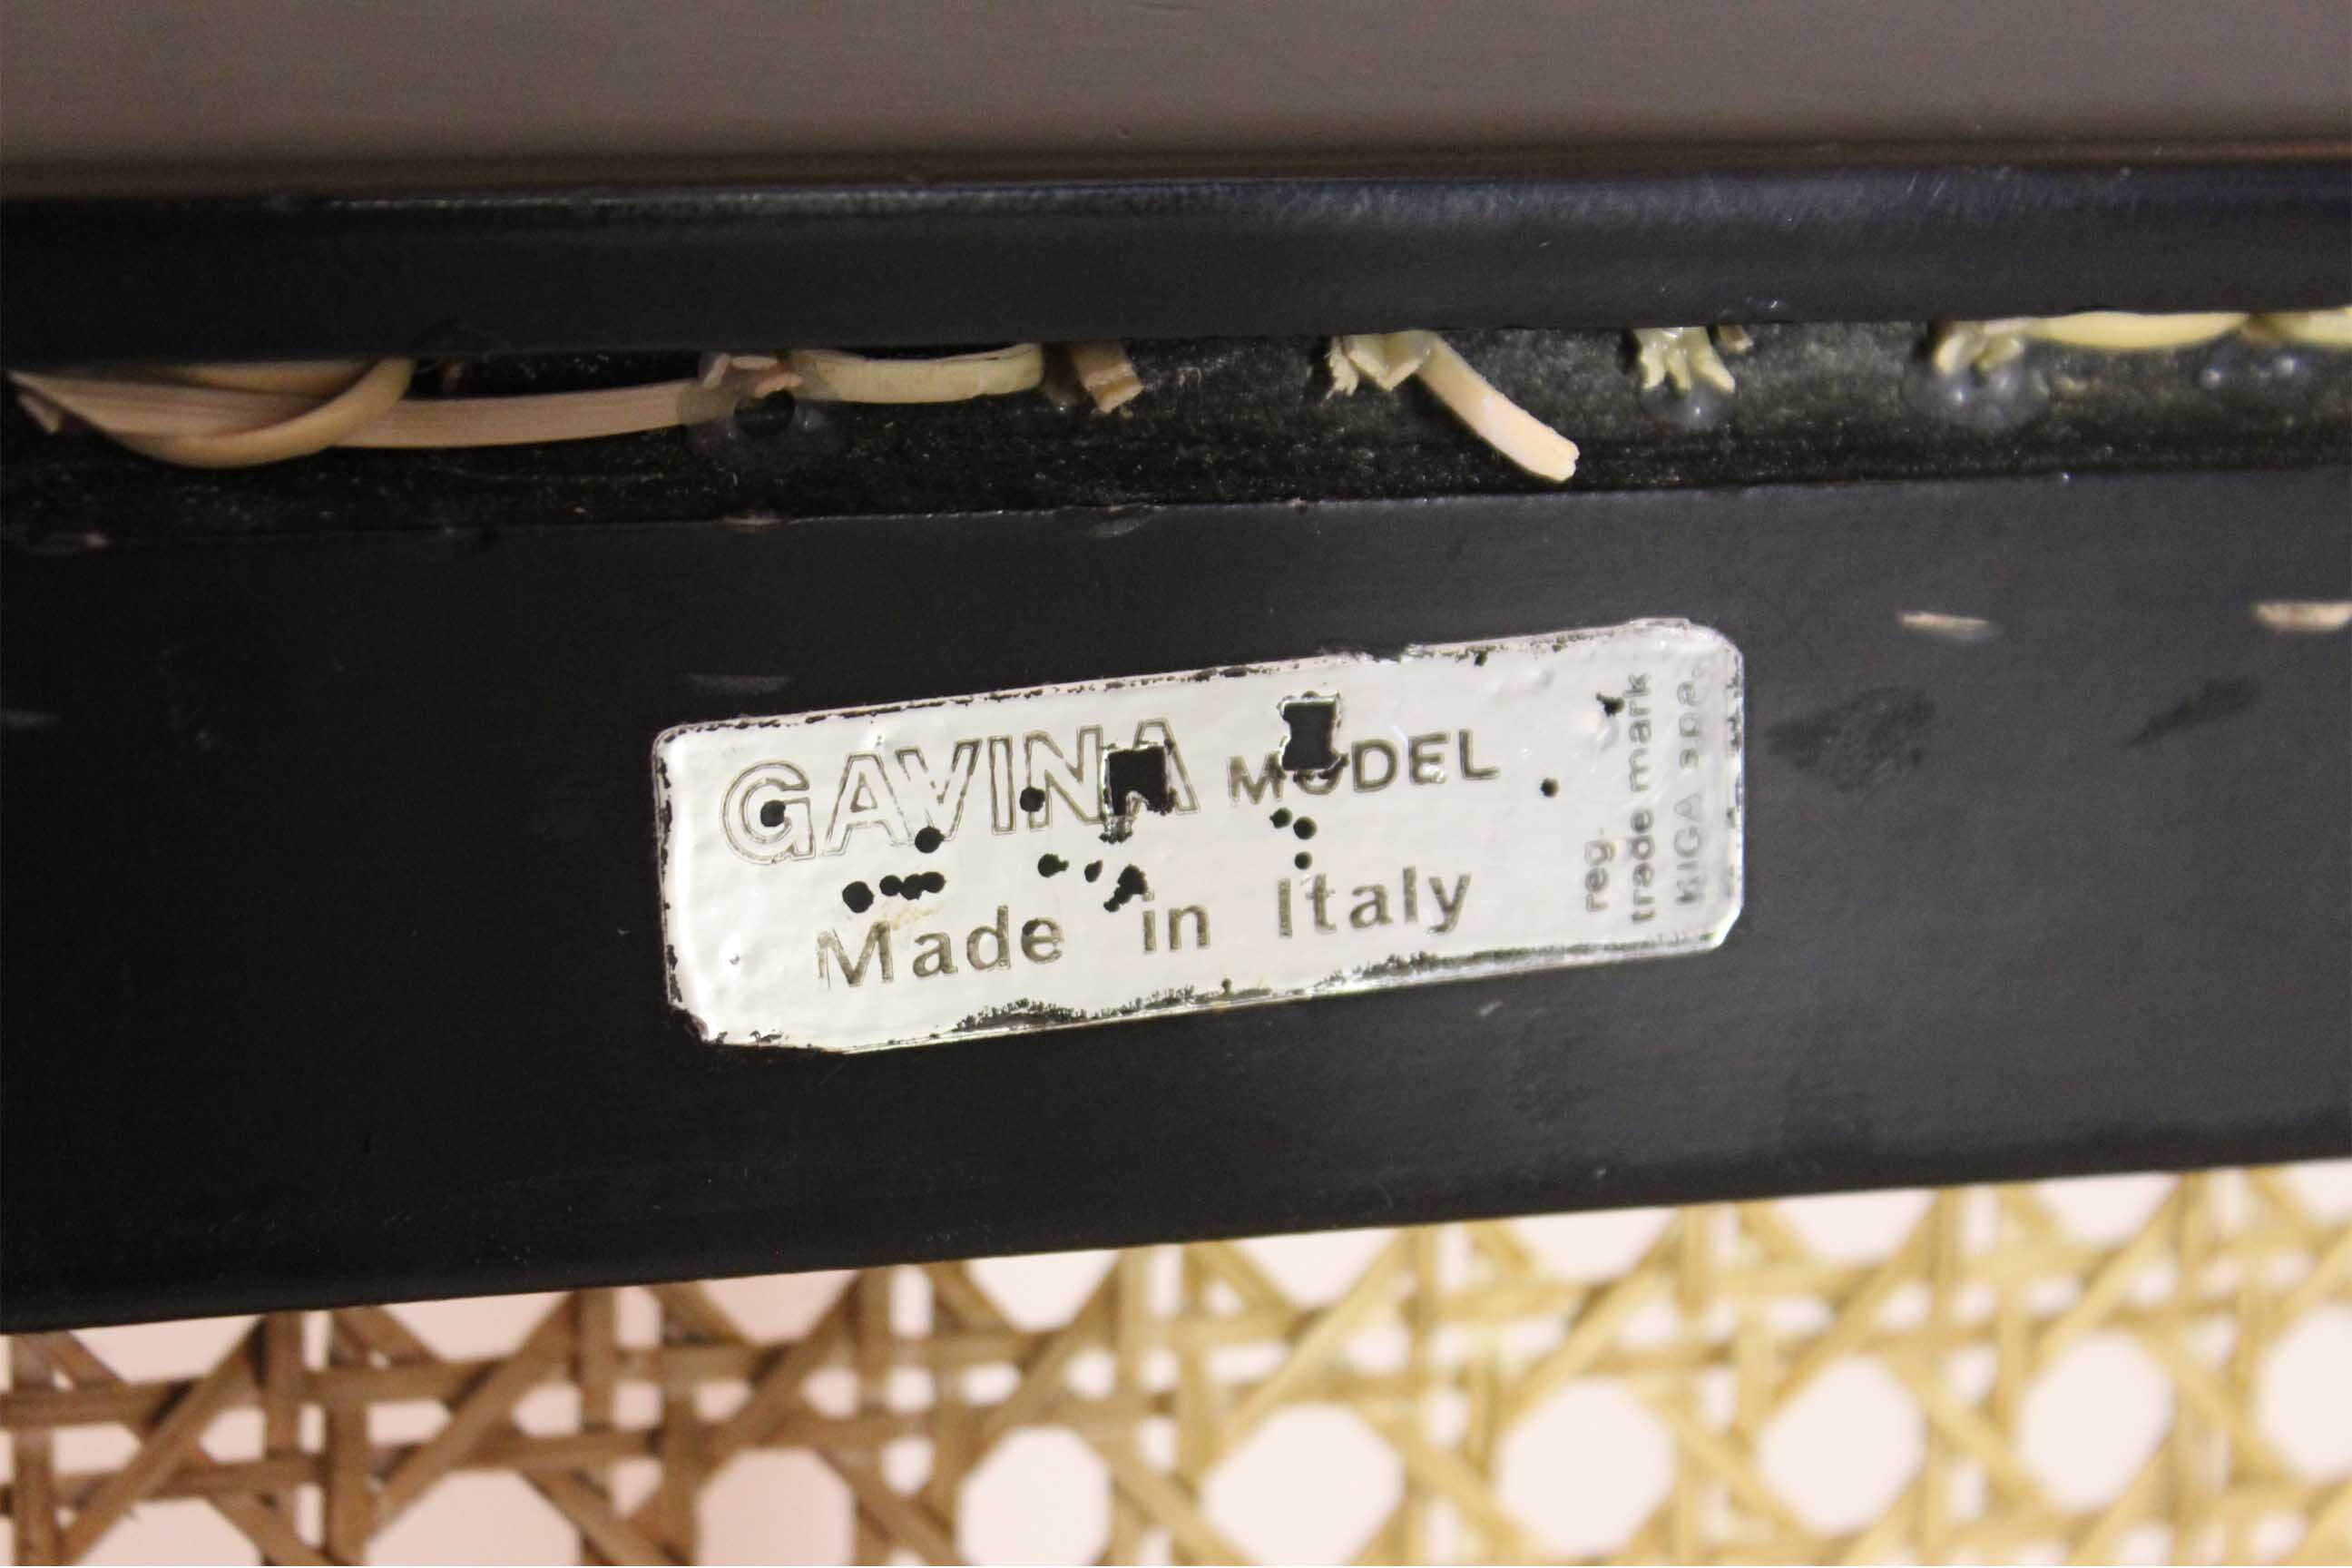 GAVINA MODEL
Made in Italy
reg.
trade mark